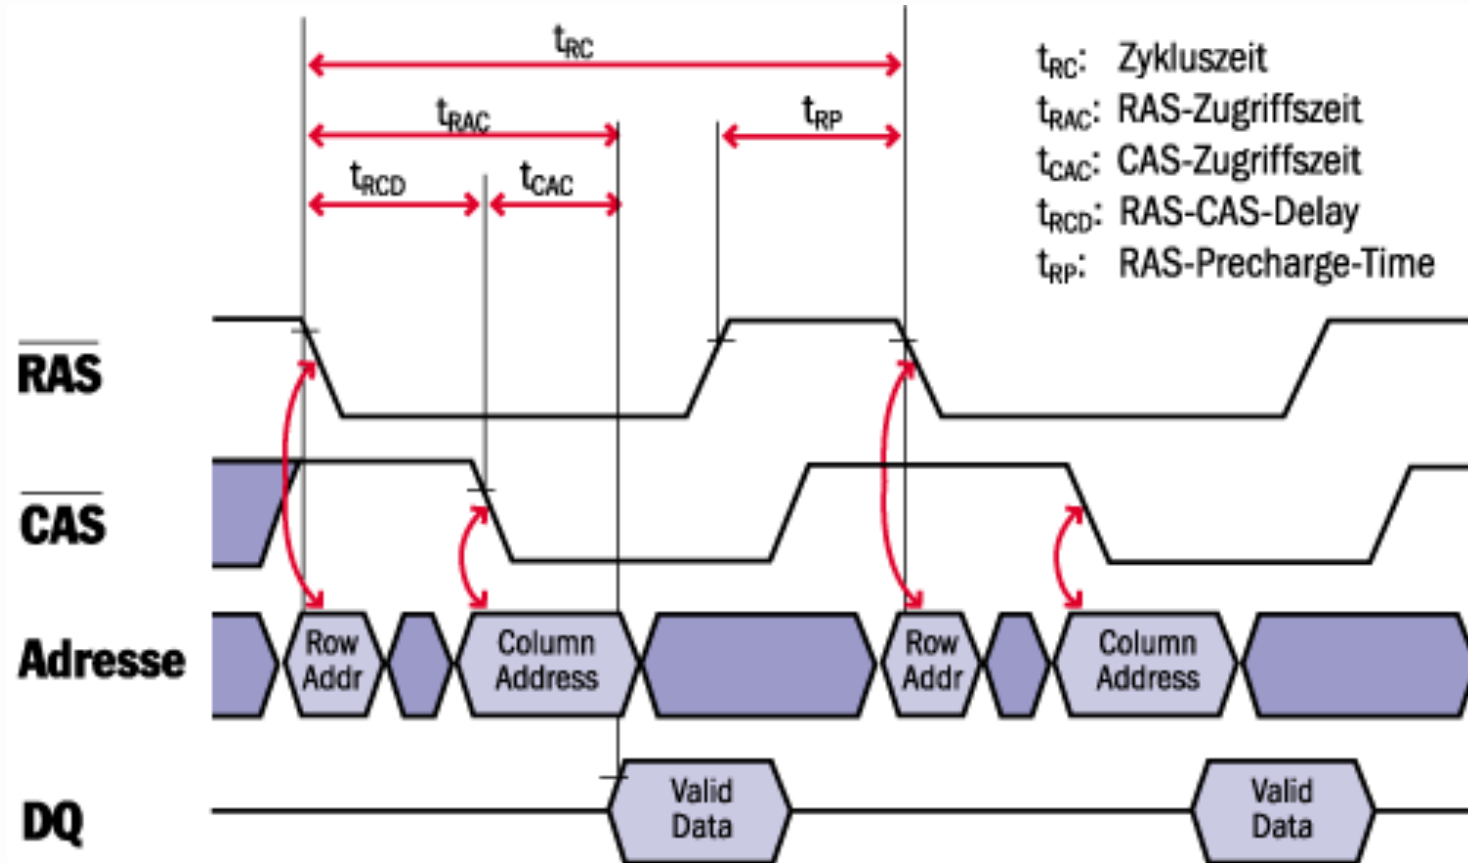 tRC
tRAC
tRP
tRCD
tCAC
tRC: Zykluszeit
tRAC: RAS-Zugriffszeit
tCAC: CAS-Zugriffszeit
tRCD: RAS-CAS-Delay
tRP: RAS-Precharge-Time
RAS
CAS
Adresse
Row
Addr
Column
Address
Row
Addr
Column
Address
DQ
Valid
Data
Valid
Data